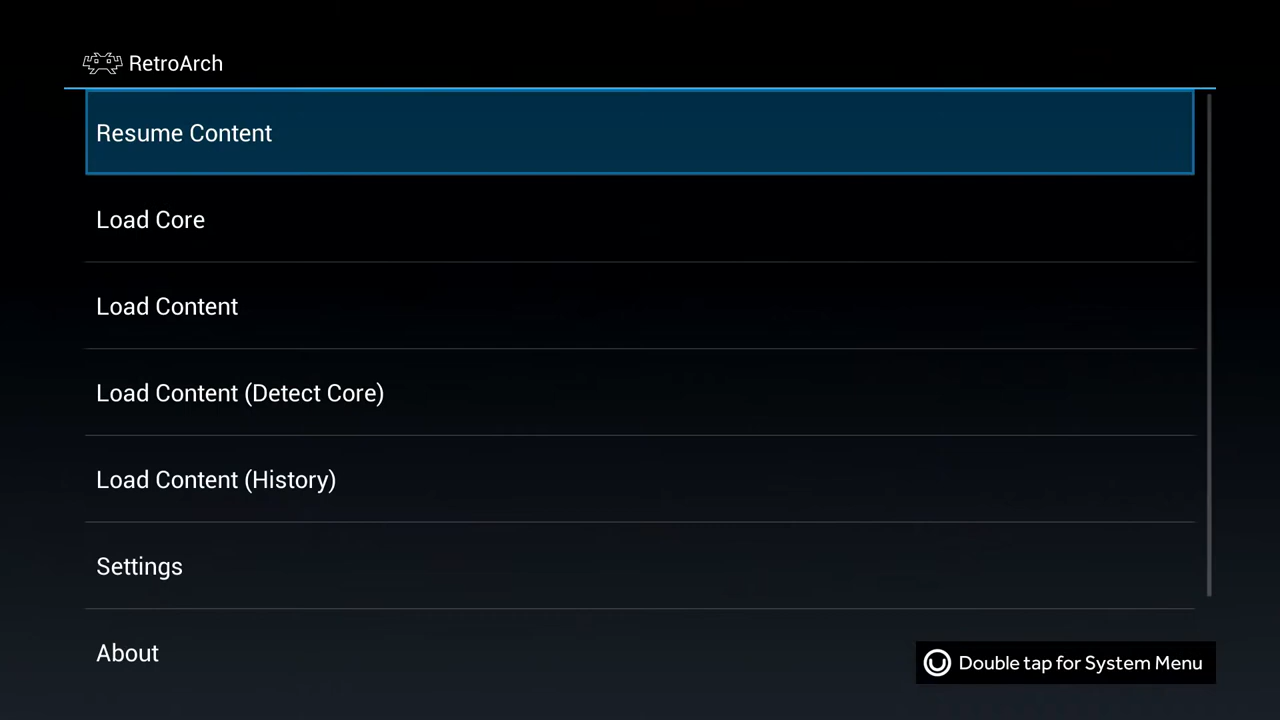 RetroArch
Resume Content
Load Core
Load Content
Load Content (Detect Core)
Load Content (History)
Settings
About
Double tap for System Menu